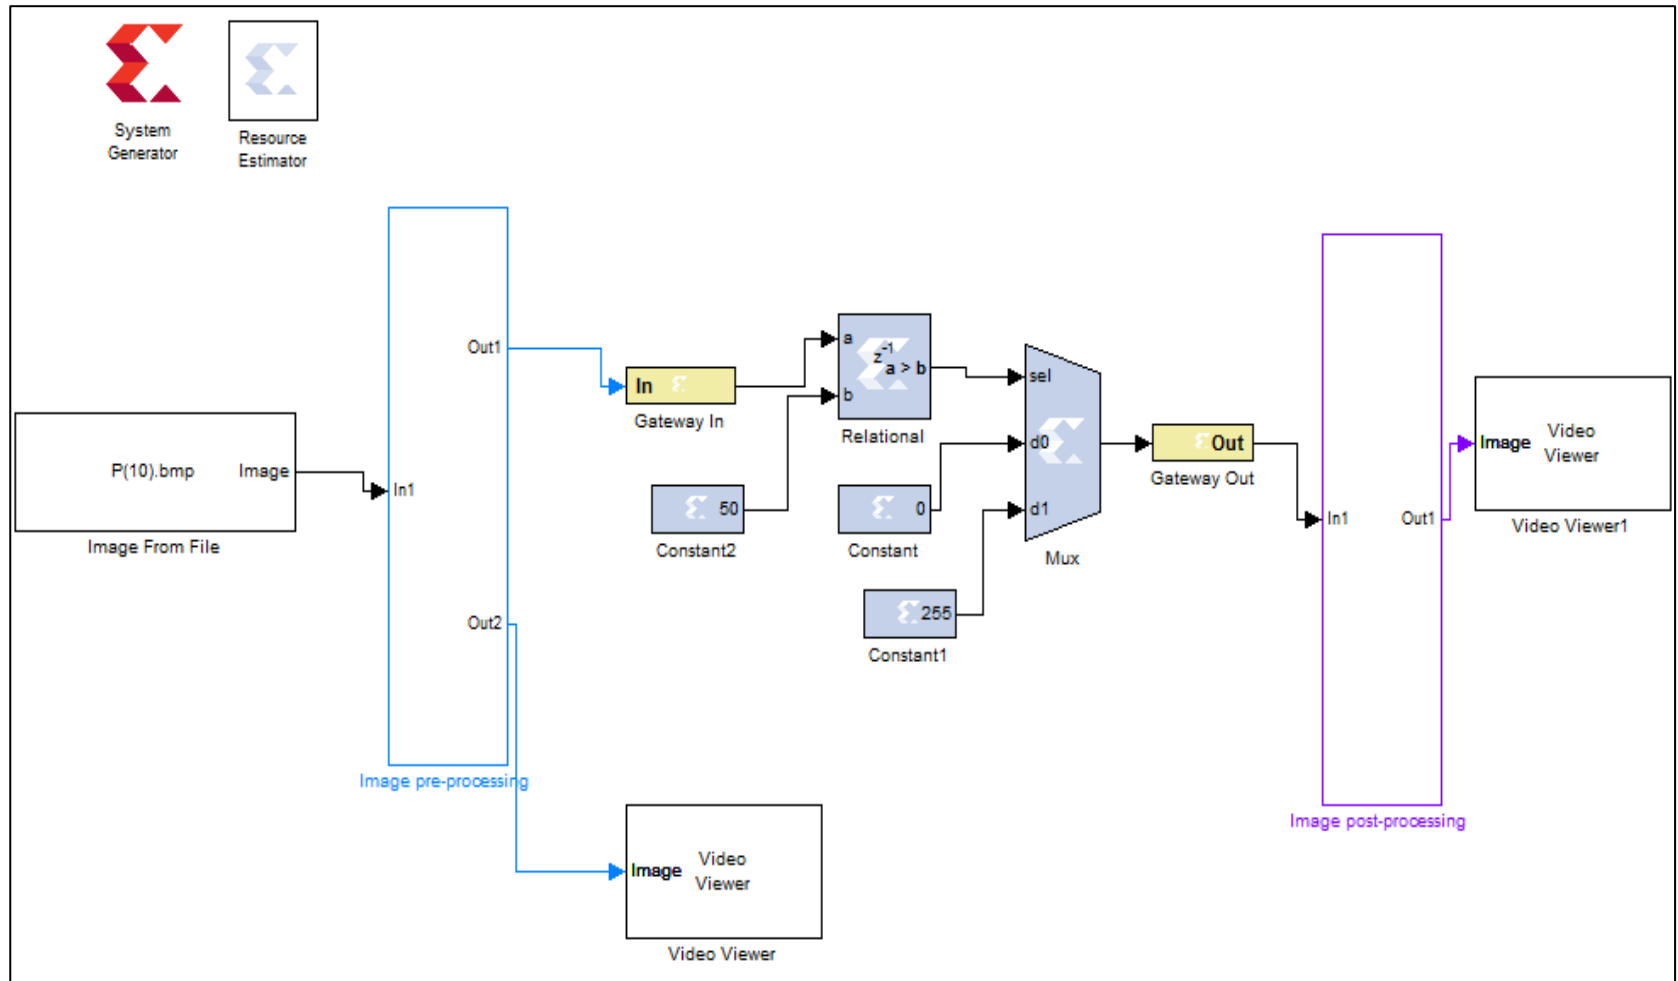 System
Generator
Resource
Estimator
P(10).bmp
Image
Image From File
In1
Out1
Out2
Image pre-processing
In
Gateway In
a
b
z-1
a > b
Relational
50
Constant2
0
Constant
255
Constant1
sel
d0
d1
Mux
Out
Gateway Out
In1
Out1
Image post-processing
Image
Video
Viewer
Video Viewer1
Image
Video
Viewer
Video Viewer